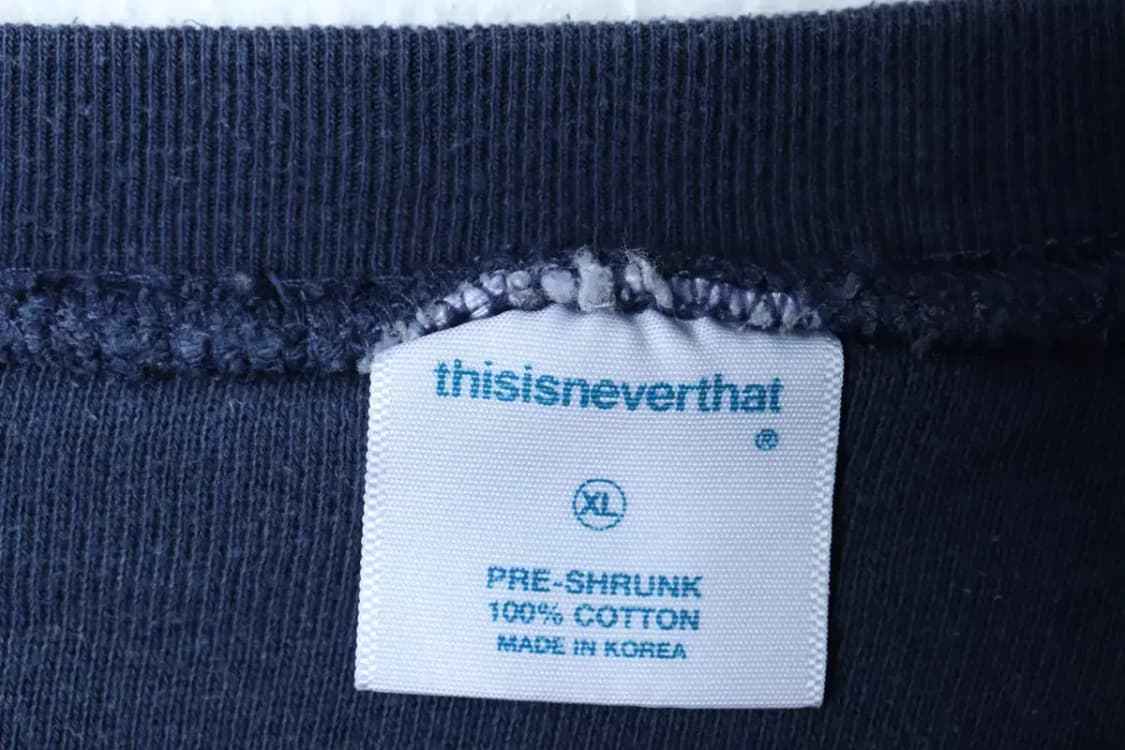 thisisneverthat
®
XL
PRE-SHRUNK
100% COTTON
MADE IN KOREA